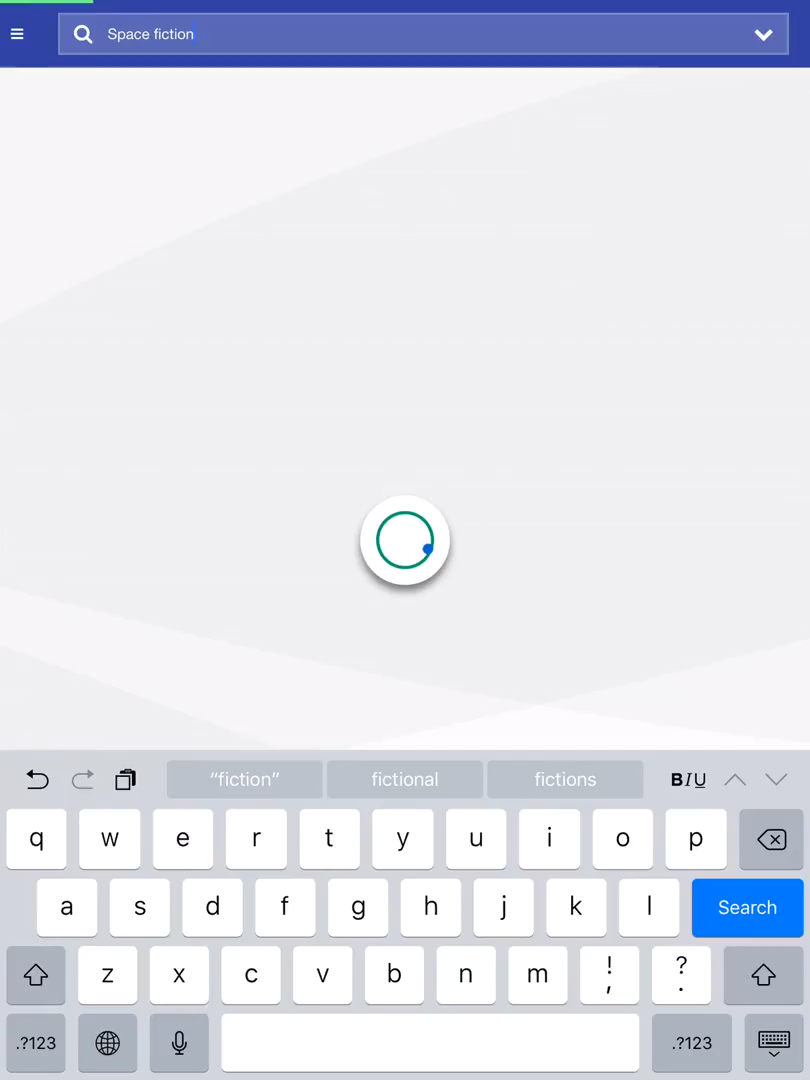 Space fiction
“fiction” fictional fictions BIU
q w e r t y u i o p
a s d f g h j k l Search
z x c v b n m ! , ? .
.?123 .?123